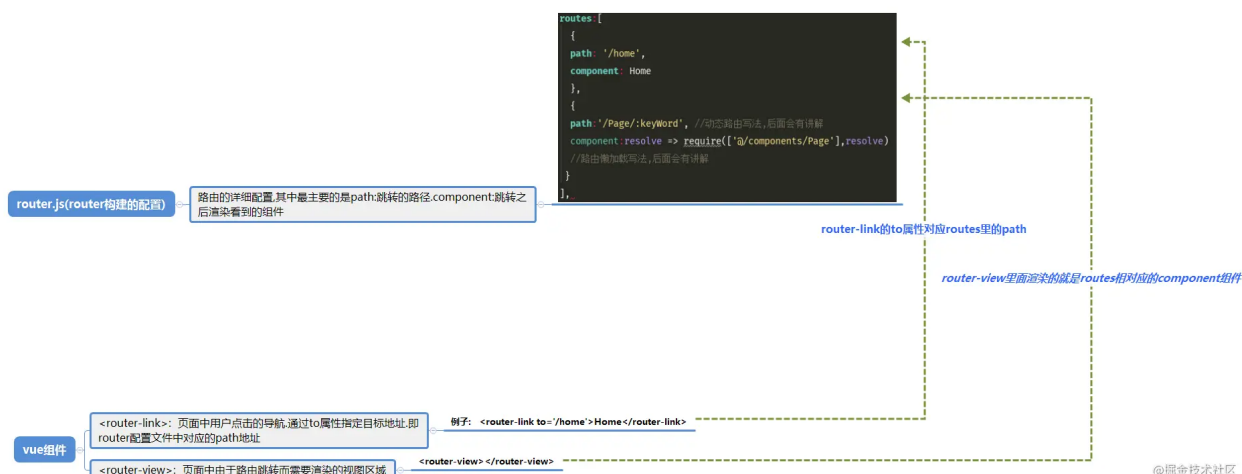 routes:[
{
path: '/home',
component: Home
},
{
path:'/Page/:keyWord', //动态路由写法,后面会有讲解
component:resolve => require(['@/components/Page'],resolve)
//路由懒加载写法,后面会有讲解
}
],
router.js(router构建的配置)
路由的详细配置,其中最主要的是path:跳转的路径.component:跳转之
后渲染看到的组件
router-link的to属性对应routes里的path
router-view里面渲染的就是routes相对应的component组件
vue组件
<router-link>：页面中用户点击的导航.通过to属性指定目标地址.即
router配置文件中对应的path地址
例子: <router-link to='/home'>Home</router-link>
<router-view>：页面中由于路由跳转而需要渲染的视图区域
<router-view></router-view>
@掘金技术社区